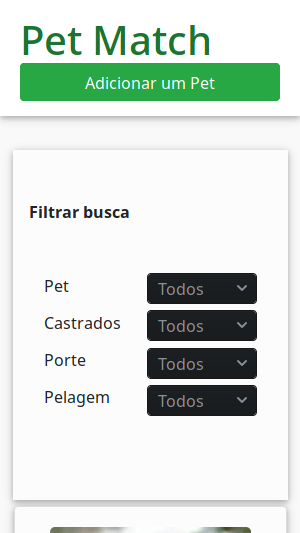 Pet Match
Adicionar um Pet
Filtrar busca
Pet Todos
Castrados Todos
Porte Todos
Pelagem Todos